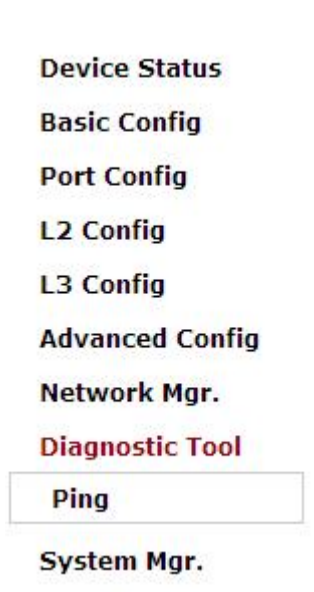 Device Status
Basic Config
Port Config
L2 Config
L3 Config
Advanced Config
Network Mgr.
Diagnostic Tool
Ping
System Mgr.